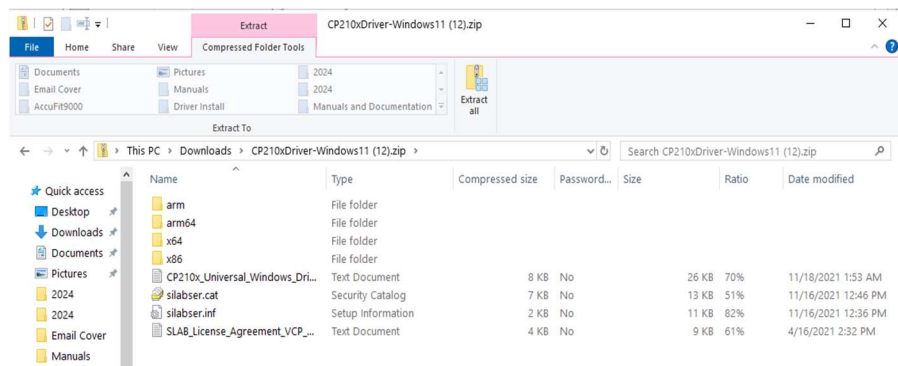 Extract
CP210xDriver-Windows11 (12).zip
File Home Share View Compressed Folder Tools
Documents Pictures 2024
Email Cover Manuals 2024
AccuFit9000 Driver Install Manuals and Documentation
Extract all
Extract To
This PC > Downloads > CP210xDriver-Windows11 (12).zip >
Search CP210xDriver-Windows11 (12).zip
Name Type Compressed size Password... Size Ratio Date modified
Quick access
Desktop
Downloads
Documents
Pictures
2024
2024
Email Cover
Manuals
arm File folder
arm64 File folder
x64 File folder
x86 File folder
CP210x_Universal_Windows_Dri... Text Document 8 KB No 26 KB 70% 11/18/2021 1:53 AM
silabser.cat Security Catalog 7 KB No 13 KB 51% 11/16/2021 12:46 PM
silabser.inf Setup Information 2 KB No 11 KB 82% 11/16/2021 12:36 PM
SLAB_License_Agreement_VCP_... Text Document 4 KB No 9 KB 61% 4/16/2021 2:32 PM